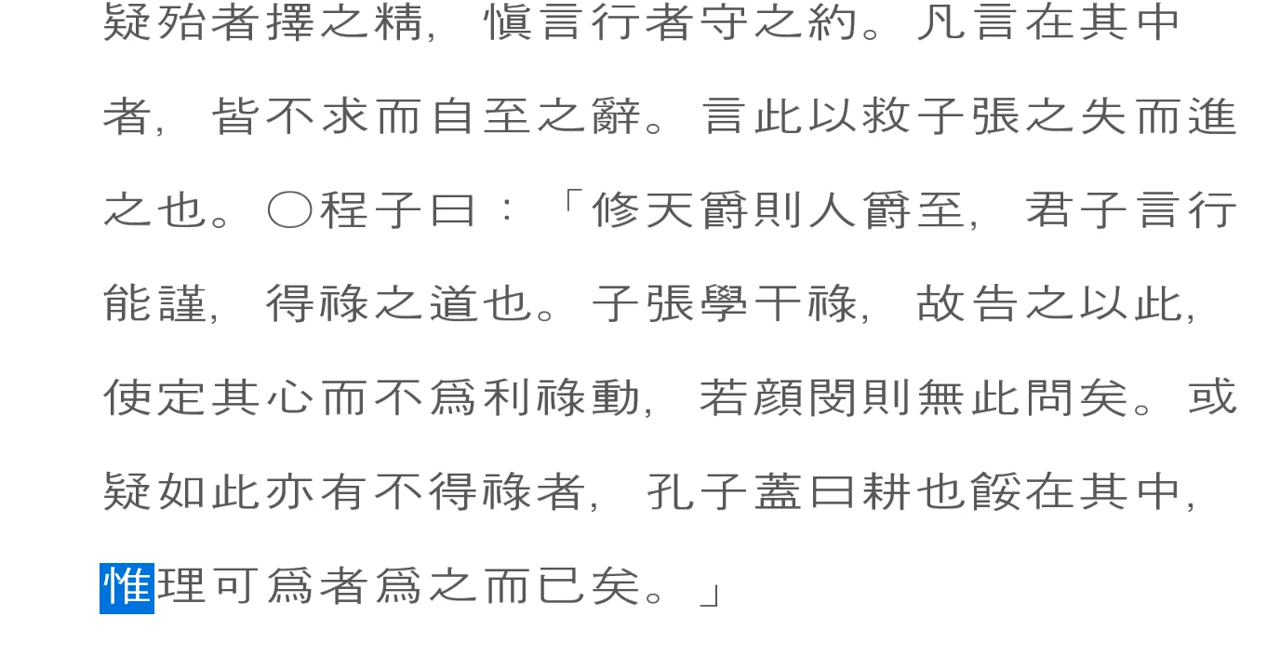 疑殆者擇之精，愼言行者守之約。凡言在其中
者，皆不求而自至之辭。言此以救子張之失而進
之也。○程子曰：「修天爵則人爵至，君子言行
能謹，得祿之道也。子張學干祿，故告之以此，
使定其心而不爲利祿動，若顔閔則無此問矣。或
疑如此亦有不得祿者，孔子蓋曰耕也餒在其中，
惟理可爲者爲之而已矣。」